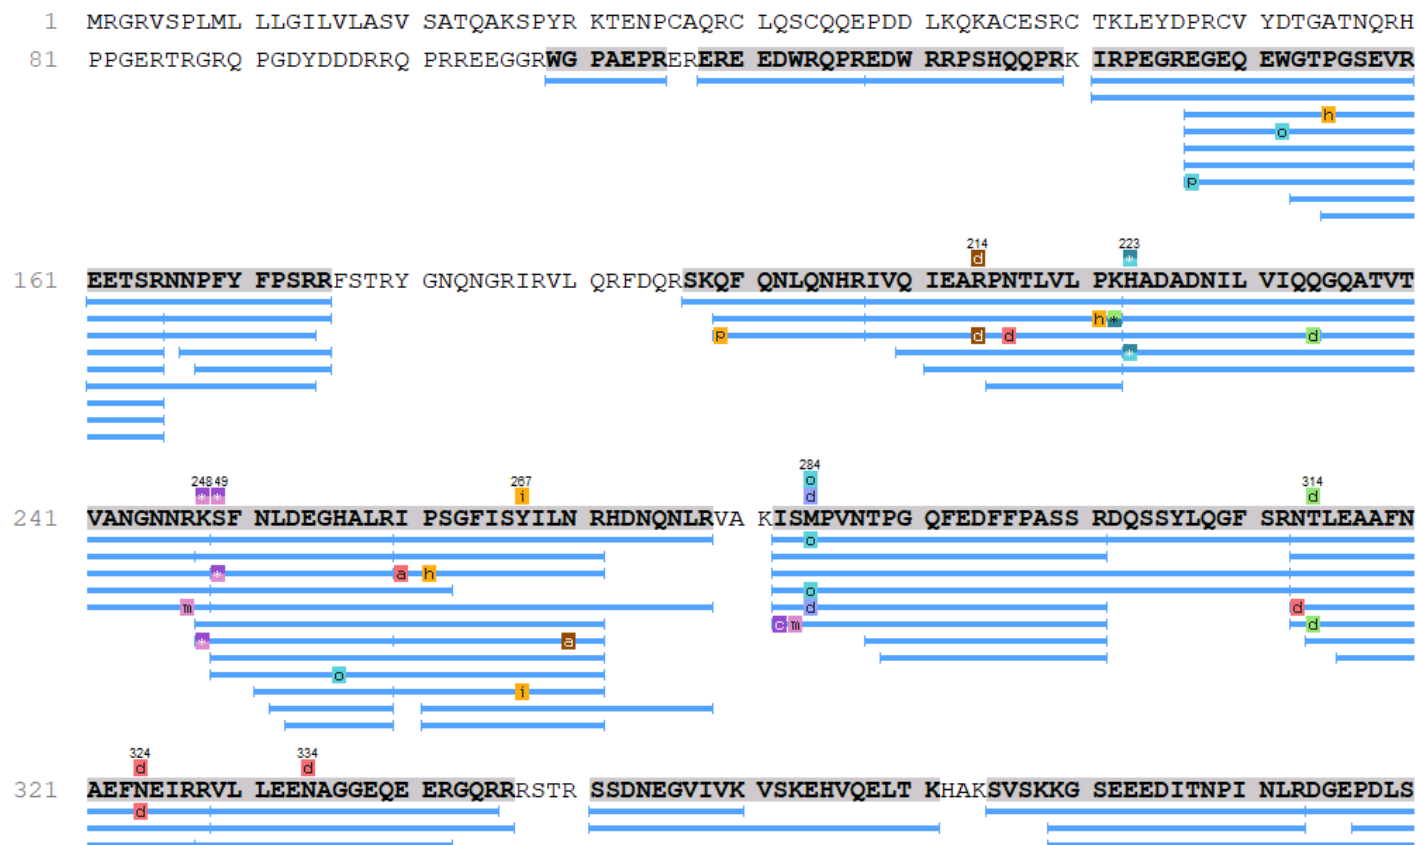 1 MRGRVSPLML LLGILVLASV SATQAKSPYR KTENPCAQRC LQSCQQEPDD LKQKACESRC TKLEYDPRCV YDTGATNQRH
81 PPGERTRGRQ PGDYDDDRRQ PRREEGGRWG PAEPRERERE EDWRQPREDW RRPSHQQPRK IRPEGREGEQ EWGTPGSEVR
h
o
p
214 223
d *
161 EETSRNNPFY FPSRRFSTRY GNQNGRIRVL QRFDQRSKQF QNLQNHRIVQ IEARPNTLVL PKHADADNIL VIQQGQATVT
h *
p d d d
*
248 49 267 284
o
* * i d
241 VANGNNRKSF NLDEGHALRI PSGFISYILN RHDNQNLRVA KISMPVNTPG QFEDFFPASS RDQSSYLQGF SRNTLEAAFN
314
d
o
* a h
o
m d d
c m d
* a
o
i
324 334
d d
321 AEFNEIRRVL LEENAGGEQE ERGQRRRSTR SSDNEGVIVK VSKEHVQELT KHAKSVSKKG SEEEDITNPI NLRDGEPDLS
d